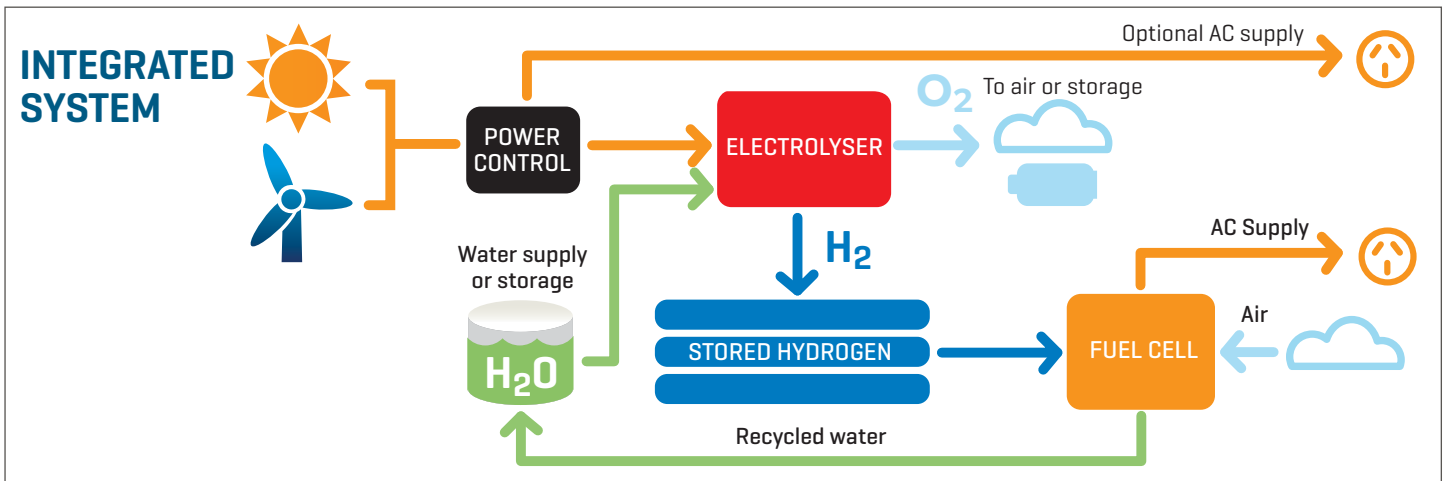 INTEGRATED
SYSTEM
Optional AC supply
POWER
CONTROL
ELECTROLYSER
O₂
To air or storage
Water supply
or storage
H₂
AC Supply
H₂O
STORED HYDROGEN
FUEL CELL
Air
Recycled water